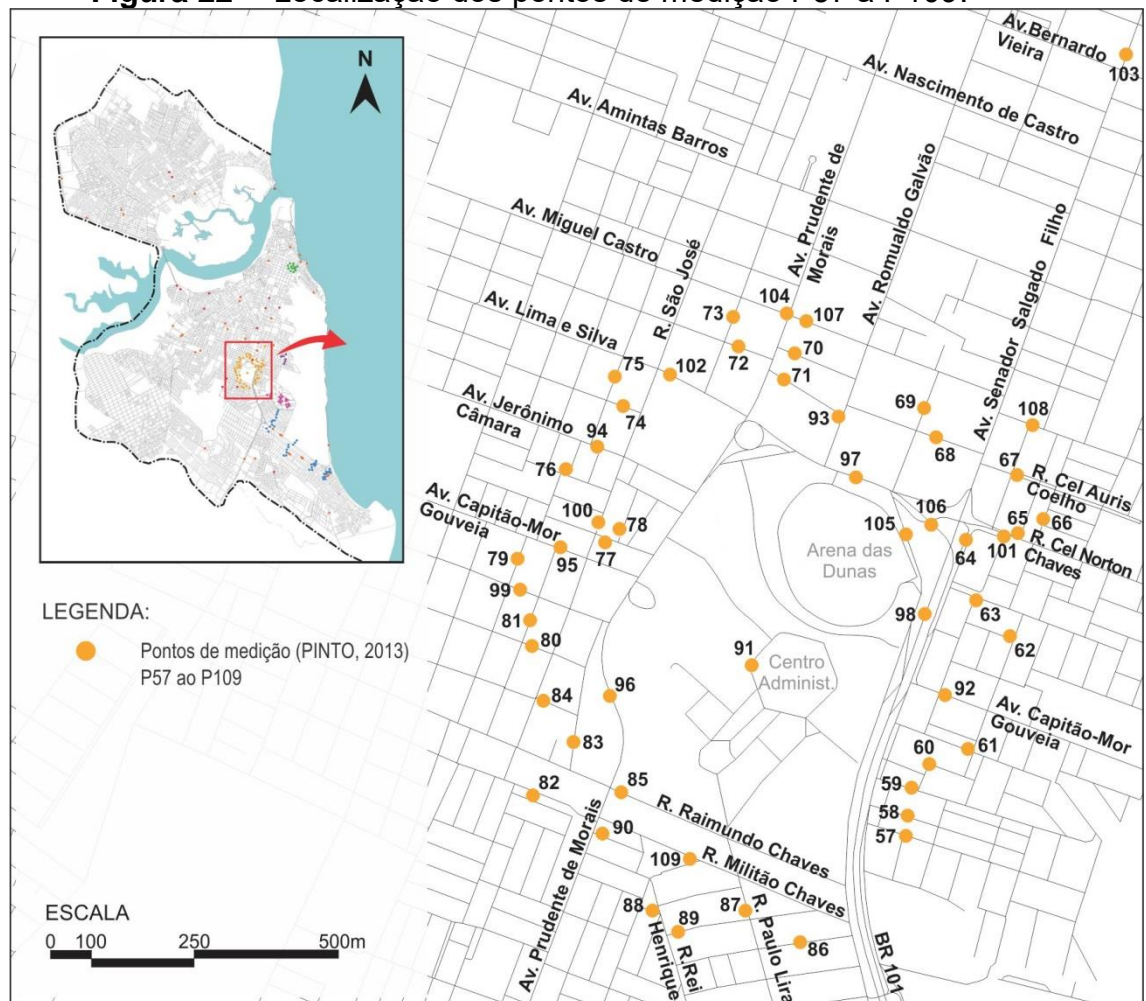 Figura 22 – Localização dos pontos de medição P57 a P109.
Av.Bernardo
Vieira
103
N
Av. Nascimento de Castro
Av. Amintas Barros
Av. Prudente de
Morais
Av. Romualdo Galvão
Av. Senador Salgado Filho
Av. Miguel Castro
R. São José
Av. Lima e Silva
73
104
107
72
70
71
75
102
74
93
69
68
108
67
R. Cel Auris
Coelho
Av. Jerônimo
Câmara
94
76
97
106
105
64
101
65
66
R. Cel Norton
Chaves
Arena das
Dunas
Av. Capitão-Mor
Gouveia
100
78
77
95
79
99
81
80
98
63
62
91
Centro
Administ.
92
Av. Capitão-Mor
Gouveia
84
96
83
61
60
59
58
57
LEGENDA:
Pontos de medição (PINTO, 2013)
P57 ao P109
82
85
R. Raimundo Chaves
90
109
R. Militão Chaves
Av. Prudente de Morais
88
89
87
86
R.Rei
Henrique
R. Paulo Lira
BR 101
ESCALA
0
100
250
500m